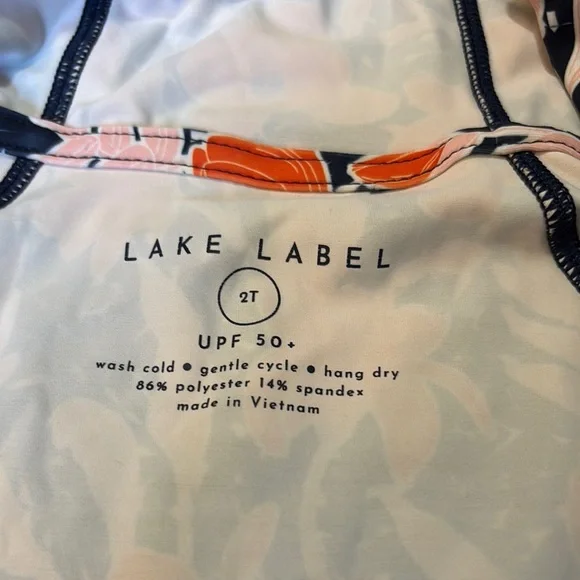 LAKE LABEL
2T
UPF 50+
wash cold ● gentle cycle ● hang dry
86% polyester 14% spandex
made in Vietnam